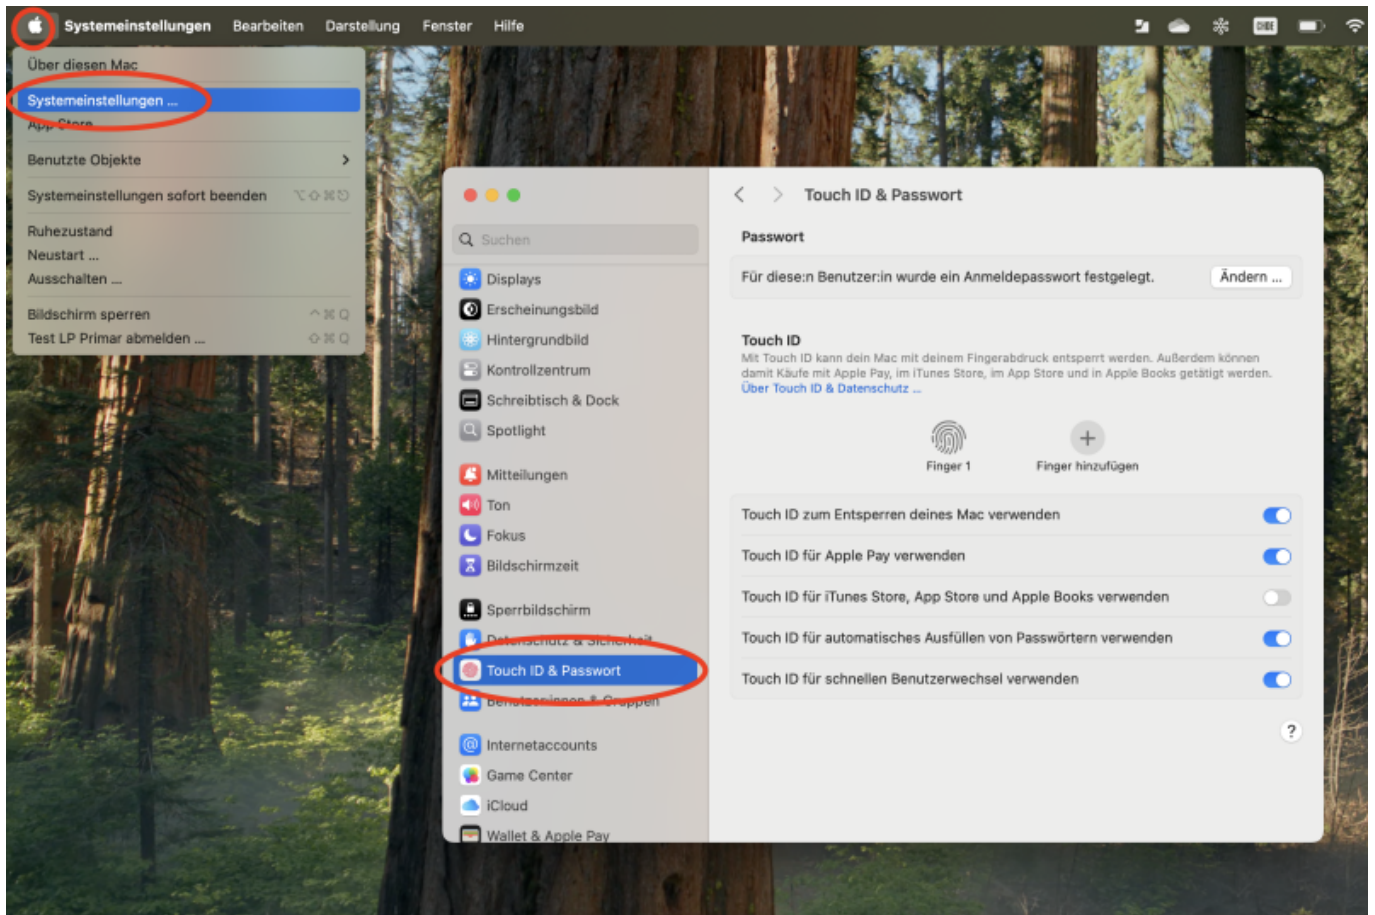 Systemeinstellungen Bearbeiten Darstellung Fenster Hilfe
Über diesen Mac
Systemeinstellungen ...
App Store
Benutzte Objekte
Systemeinstellungen sofort beenden
Ruhezustand
Neustart ...
Ausschalten ...
Bildschirm sperren ^⌘Q
Test LP Primar abmelden ... ⇧⌘Q
Suchen
Displays
Erscheinungsbild
Hintergrundbild
Kontrollzentrum
Schreibtisch & Dock
Spotlight
Mitteilungen
Ton
Fokus
Bildschirmzeit
Sperrbildschirm
Datenschutz & Sicherheit
Touch ID & Passwort
Benutzer:innen & Gruppen
Internetaccounts
Game Center
iCloud
Wallet & Apple Pay
Touch ID & Passwort
Passwort
Für diese:n Benutzer:in wurde ein Anmeldepasswort festgelegt. Ändern ...
Touch ID
Mit Touch ID kann dein Mac mit deinem Fingerabdruck entsperrt werden. Außerdem können
damit Käufe mit Apple Pay, im iTunes Store, im App Store und in Apple Books getätigt werden.
Über Touch ID & Datenschutz ...
Finger 1 Finger hinzufügen
Touch ID zum Entsperren deines Mac verwenden
Touch ID für Apple Pay verwenden
Touch ID für iTunes Store, App Store und Apple Books verwenden
Touch ID für automatisches Ausfüllen von Passwörtern verwenden
Touch ID für schnellen Benutzerwechsel verwenden
?